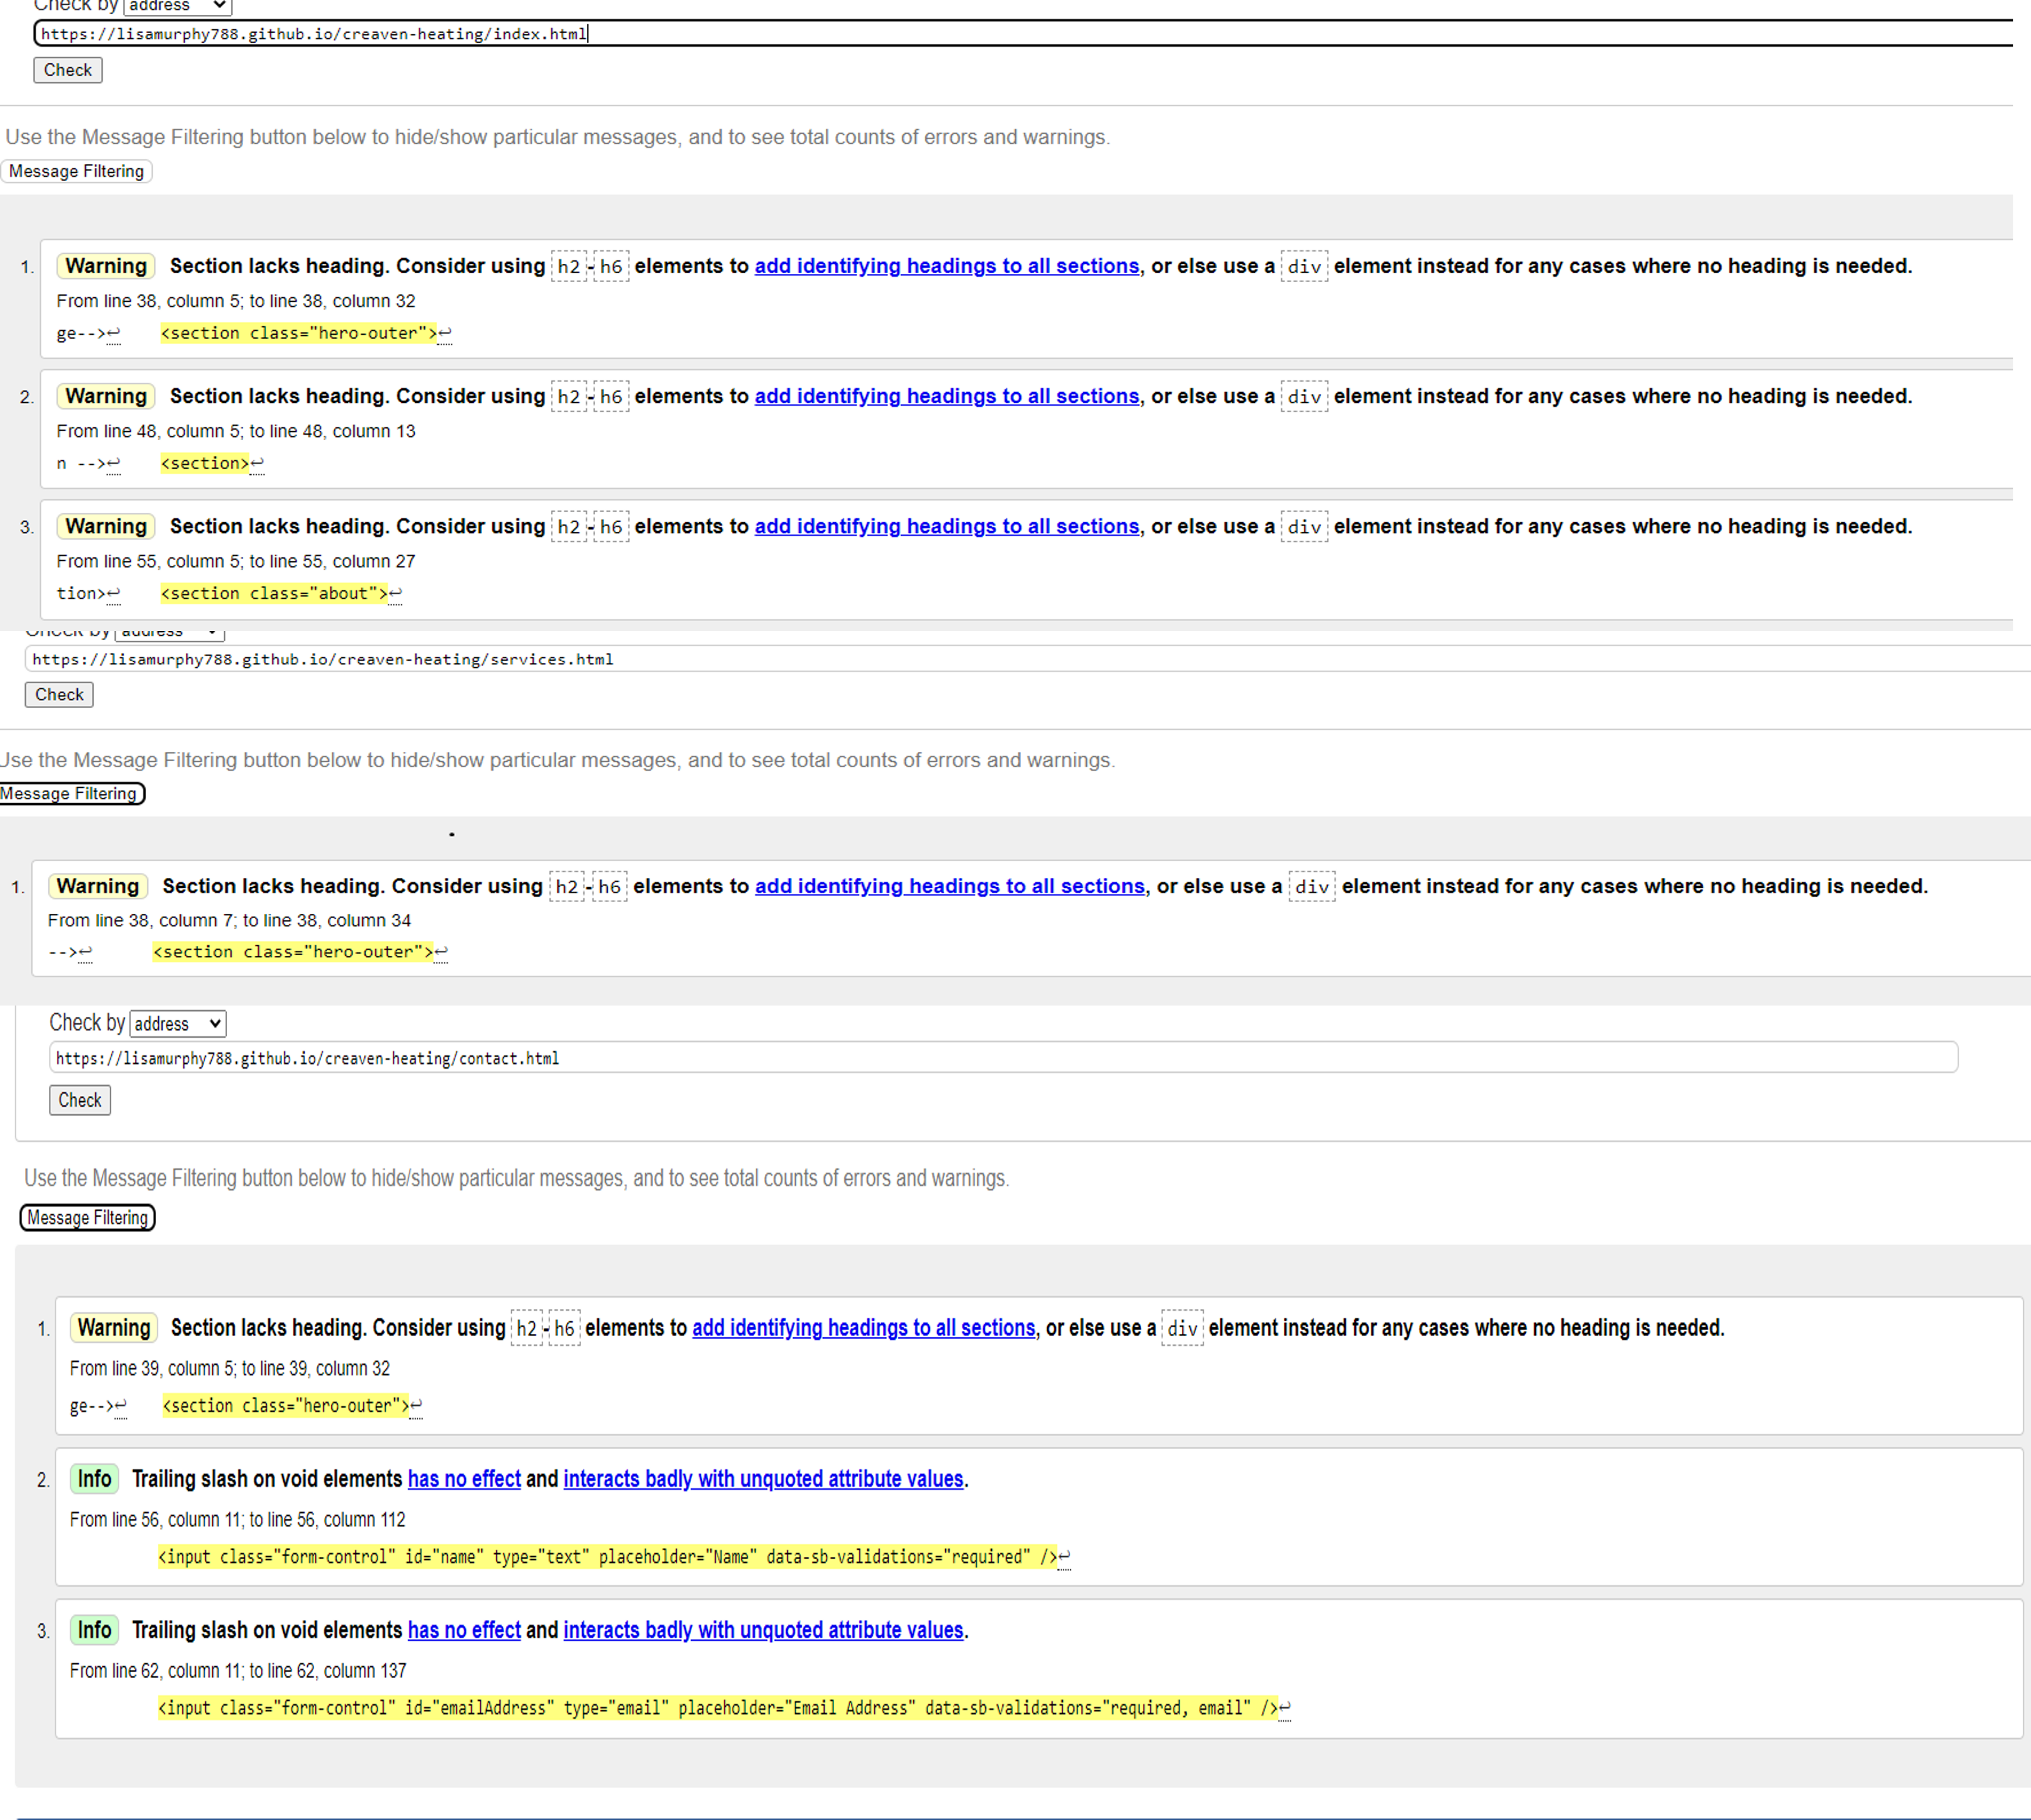 Check by address
https://lisamurphy788.github.io/creaven-heating/index.html
Check
Use the Message Filtering button below to hide/show particular messages, and to see total counts of errors and warnings.
Message Filtering
1. Warning Section lacks heading. Consider using h2-h6 elements to add identifying headings to all sections, or else use a div element instead for any cases where no heading is needed.
From line 38, column 5; to line 38, column 32
ge-->↩ <section class="hero-outer">↩
2. Warning Section lacks heading. Consider using h2-h6 elements to add identifying headings to all sections, or else use a div element instead for any cases where no heading is needed.
From line 48, column 5; to line 48, column 13
n -->↩ <section>↩
3. Warning Section lacks heading. Consider using h2-h6 elements to add identifying headings to all sections, or else use a div element instead for any cases where no heading is needed.
From line 55, column 5; to line 55, column 27
tion>↩ <section class="about">↩
Check by address
https://lisamurphy788.github.io/creaven-heating/services.html
Check
Use the Message Filtering button below to hide/show particular messages, and to see total counts of errors and warnings.
Message Filtering
1. Warning Section lacks heading. Consider using h2-h6 elements to add identifying headings to all sections, or else use a div element instead for any cases where no heading is needed.
From line 38, column 7; to line 38, column 34
-->↩ <section class="hero-outer">↩
Check by address
https://lisamurphy788.github.io/creaven-heating/contact.html
Check
Use the Message Filtering button below to hide/show particular messages, and to see total counts of errors and warnings.
Message Filtering
1. Warning Section lacks heading. Consider using h2-h6 elements to add identifying headings to all sections, or else use a div element instead for any cases where no heading is needed.
From line 39, column 5; to line 39, column 32
ge-->↩ <section class="hero-outer">↩
2. Info Trailing slash on void elements has no effect and interacts badly with unquoted attribute values.
From line 56, column 11; to line 56, column 112
<input class="form-control" id="name" type="text" placeholder="Name" data-sb-validations="required" />↩
3. Info Trailing slash on void elements has no effect and interacts badly with unquoted attribute values.
From line 62, column 11; to line 62, column 137
<input class="form-control" id="emailAddress" type="email" placeholder="Email Address" data-sb-validations="required, email" />↩